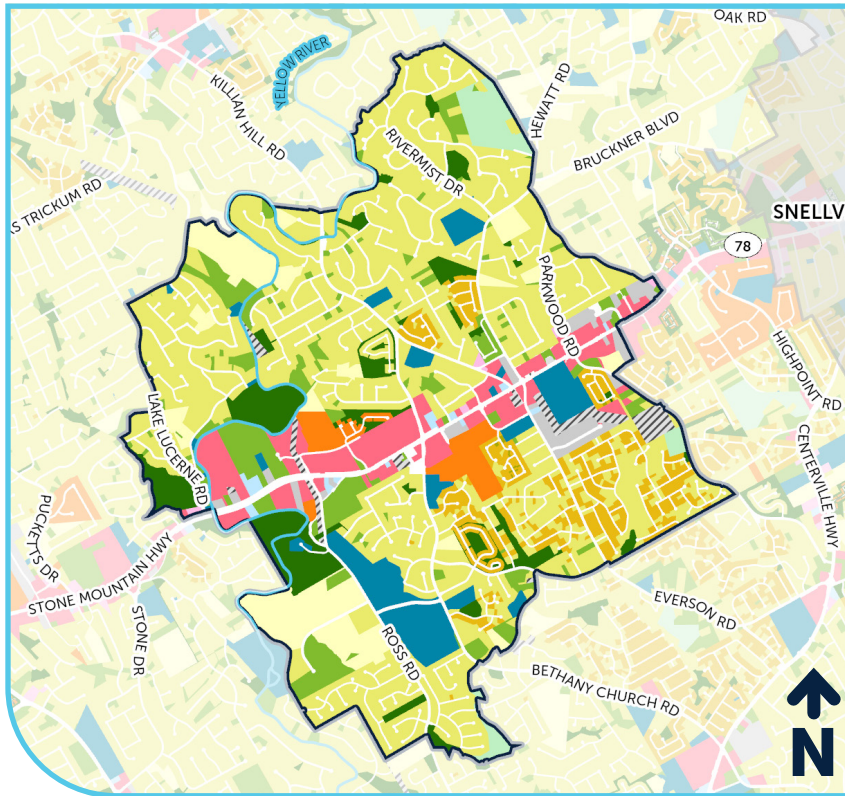 OAK RD
YELLOW RIVER
HEWATT RD
KILLIAN HILL RD
BRUCKNER BLVD
RIVERMIST DR
TRICKUM RD
SNELLV
78
PARKWOOD RD
HIGHPOINT RD
LAKE LUCERNE RD
CENTERVILLE HWY
PUCKETTS DR
STONE MOUNTAIN HWY
STONE DR
EVERSON RD
ROSS RD
BETHANY CHURCH RD
N